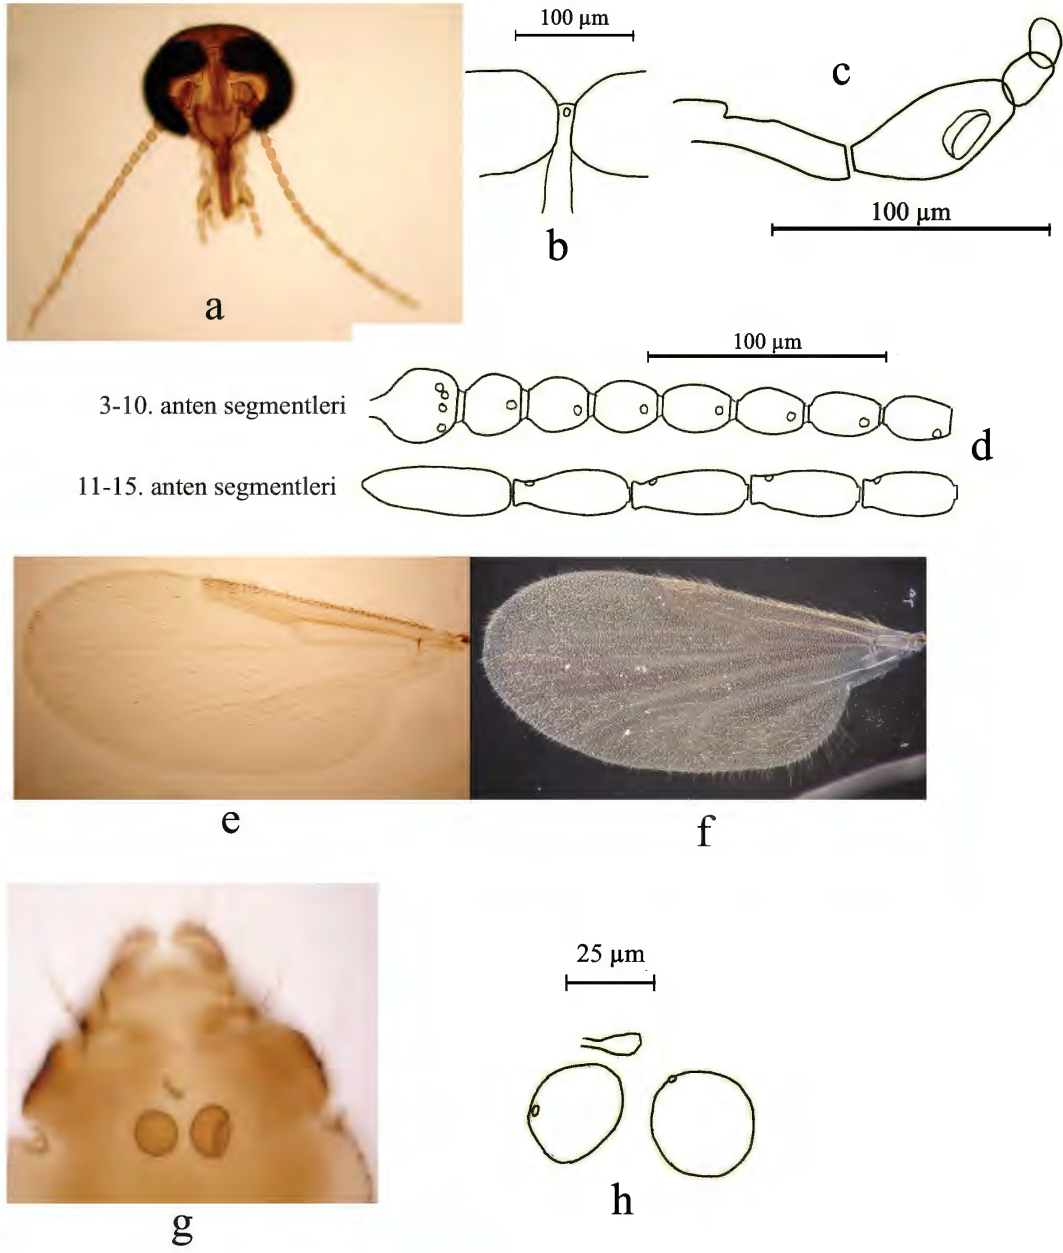 100 µm
c
b
100 µm
a
100 µm
3-10. anten segmentleri
d
11-15. anten segmentleri
e
f
25 µm
g
h